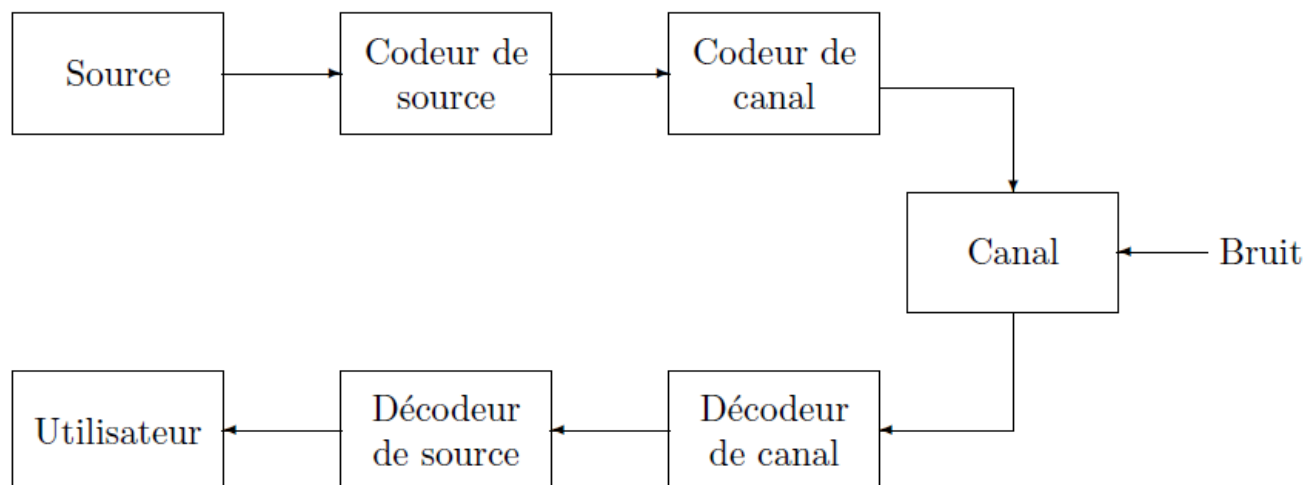 Source
Codeur de
source
Codeur de
canal
Canal
Bruit
Décodeur
de canal
Décodeur
de source
Utilisateur